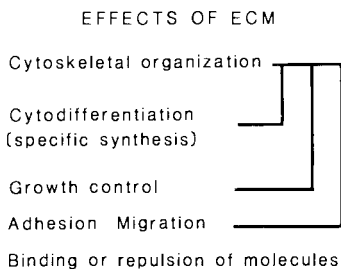 EFFECTS OF ECM
Cytoskeletal organization
Cytodifferentiation
(specific synthesis)
Growth control
Adhesion Migration
Binding or repulsion of molecules